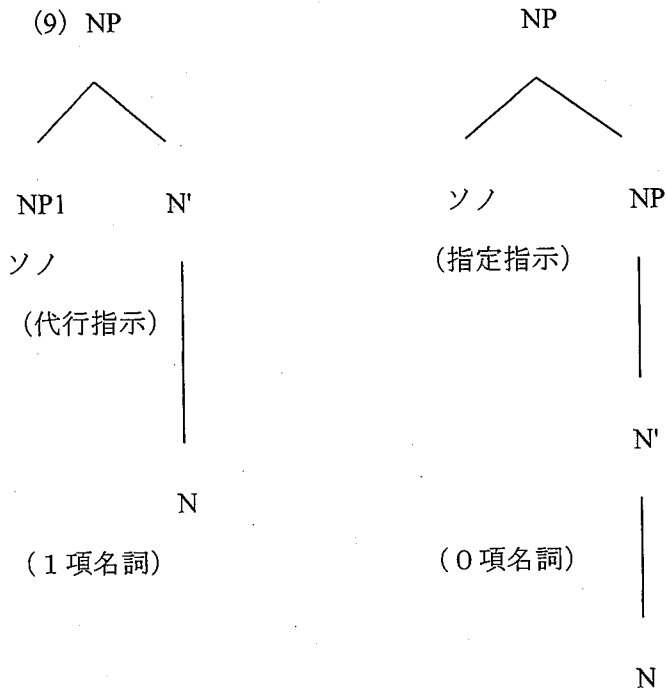 (9) NP
NP
NP1 N'
ソノ NP
ソノ
(指定指示)
(代行指示)
N'
N
(1項名詞)
(0項名詞)
N